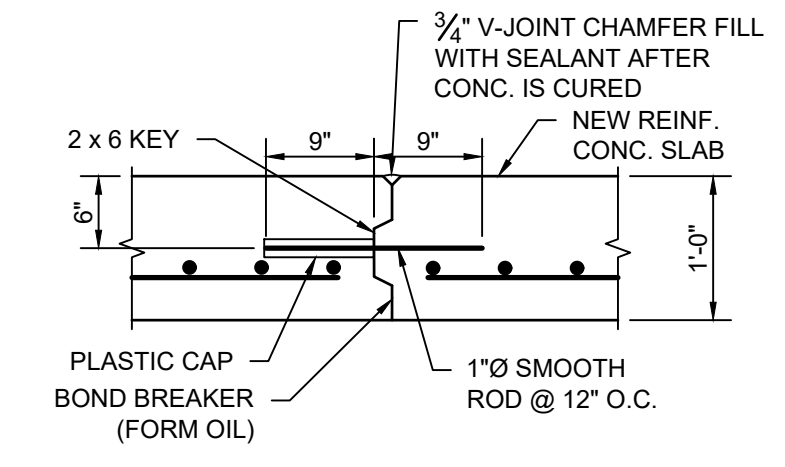 ¾" V-JOINT CHAMFER FILL
WITH SEALANT AFTER
CONC. IS CURED
2 x 6 KEY
9"
9"
NEW REINF.
CONC. SLAB
6"
1'-0"
PLASTIC CAP
BOND BREAKER
(FORM OIL)
1"Ø SMOOTH
ROD @ 12" O.C.